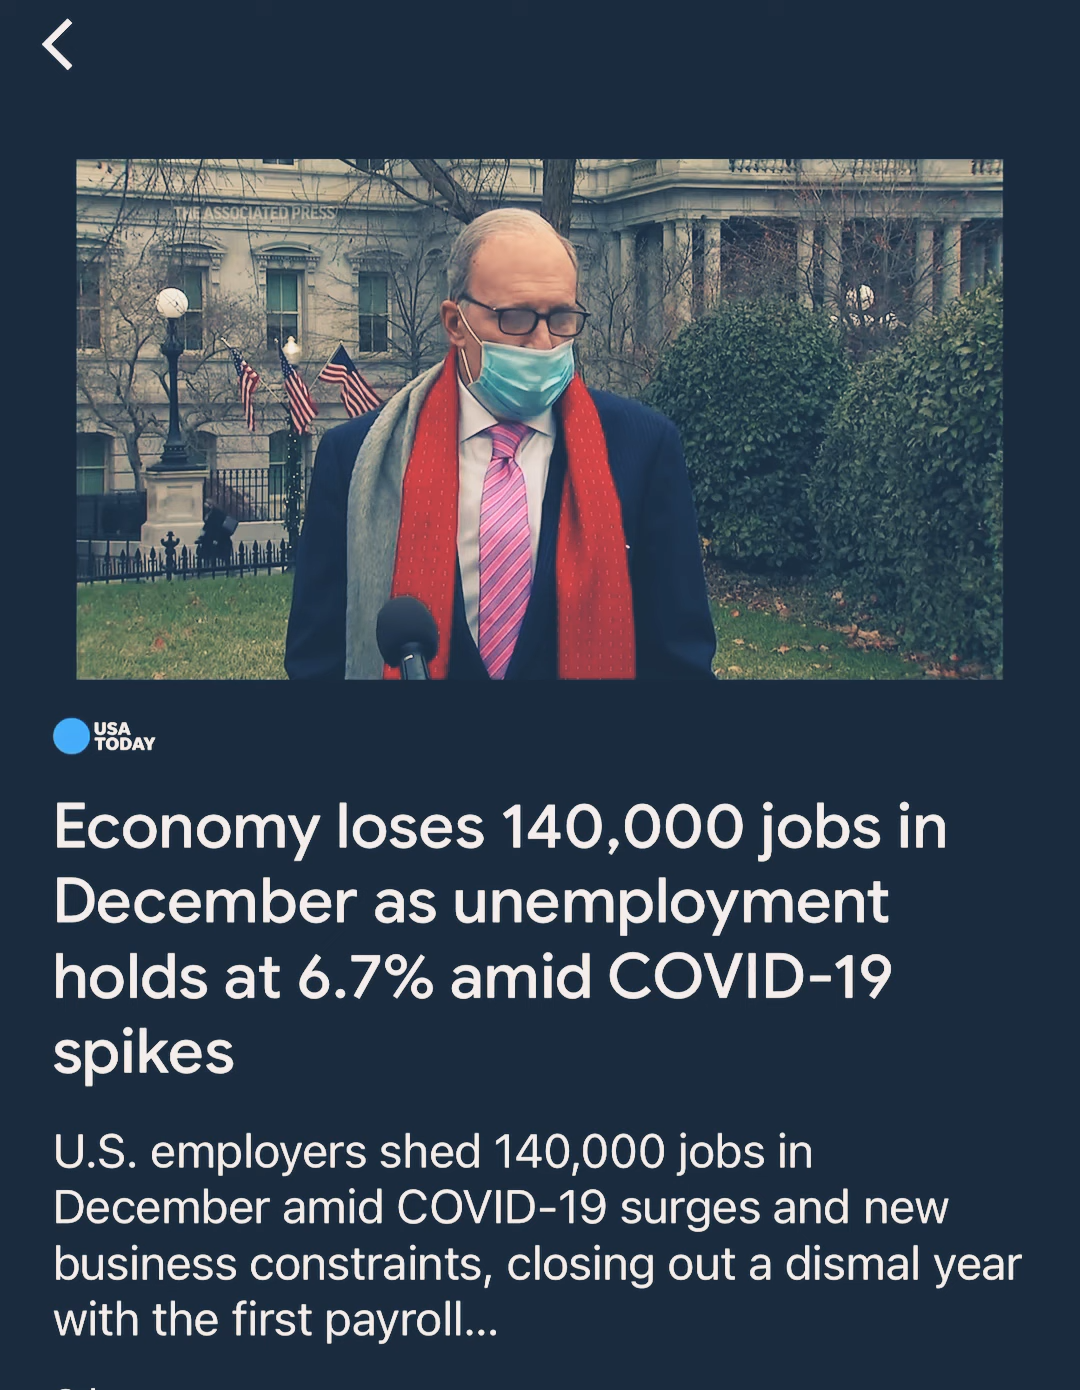 THE ASSOCIATED PRESS
USA
TODAY
Economy loses 140,000 jobs in
December as unemployment
holds at 6.7% amid COVID-19
spikes
U.S. employers shed 140,000 jobs in
December amid COVID-19 surges and new
business constraints, closing out a dismal year
with the first payroll...